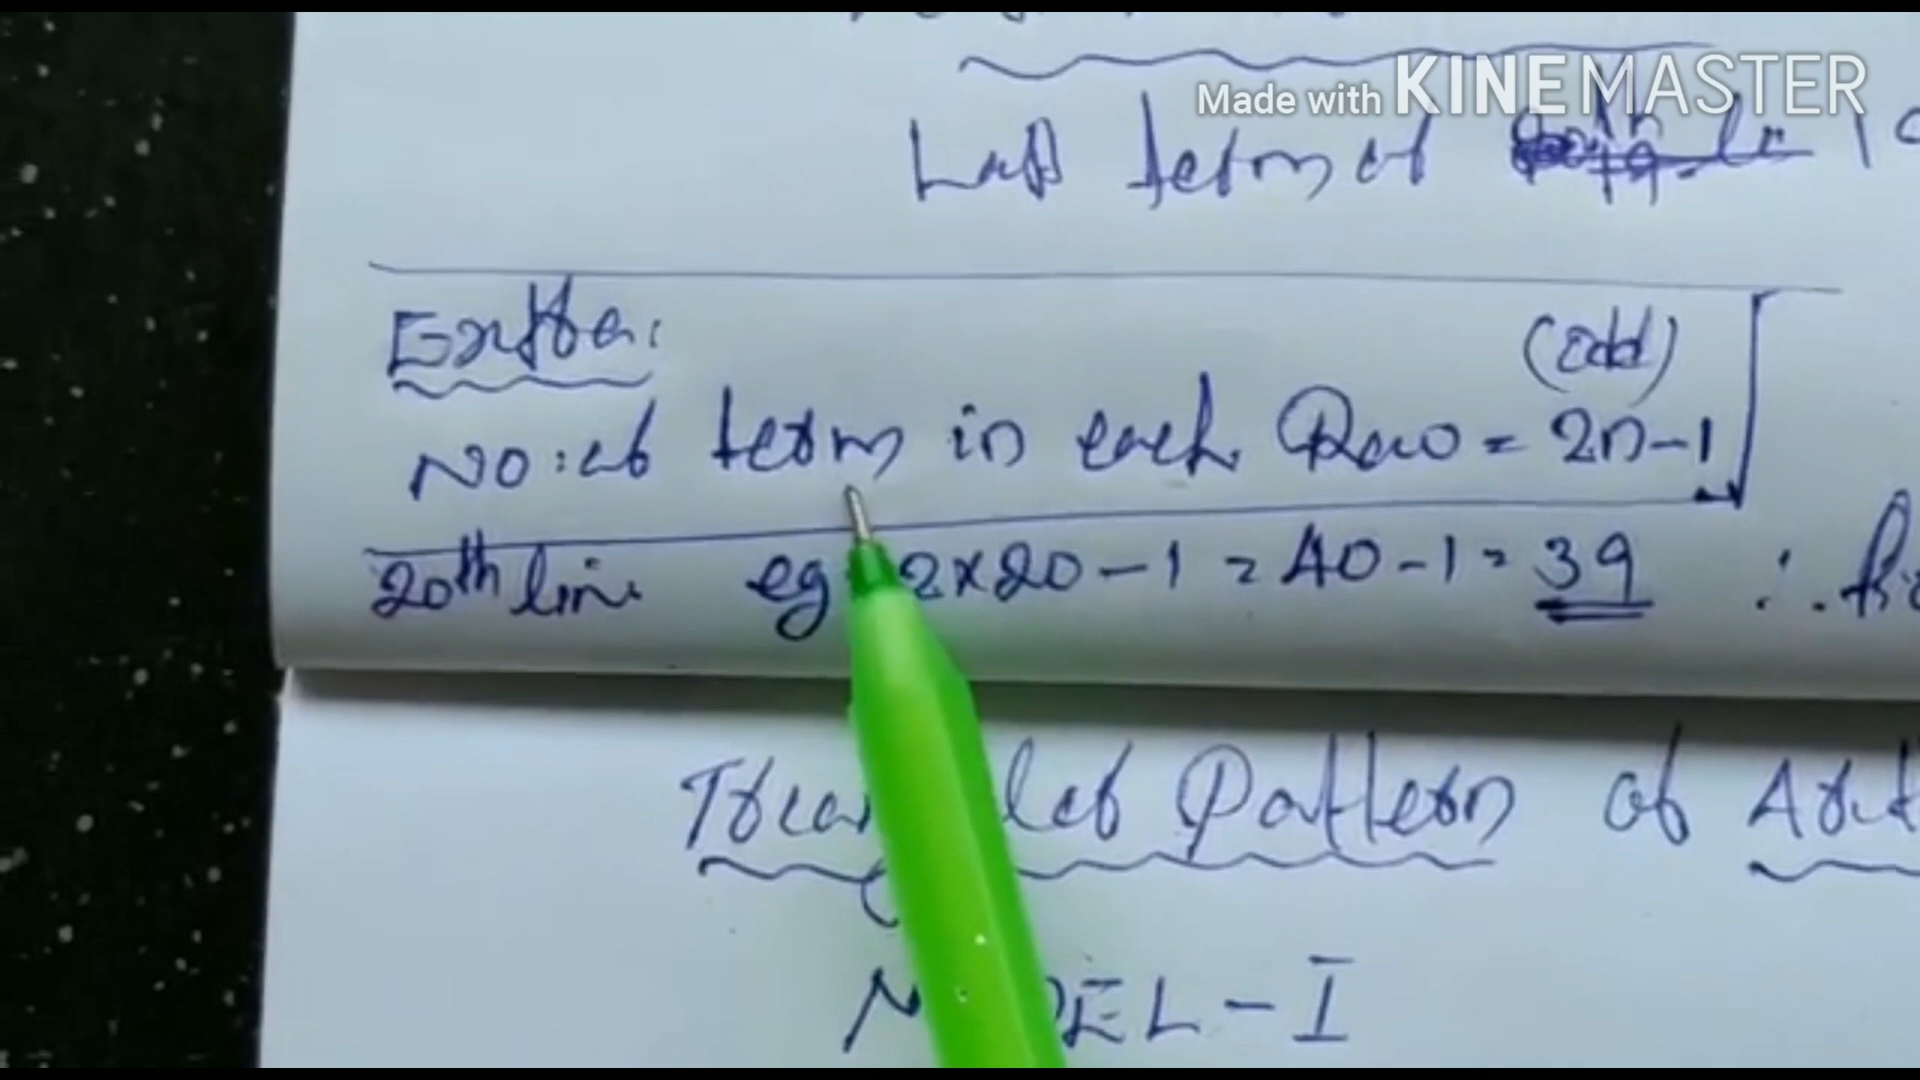 Made with KINEMASTER
Last term of
Extra:
(odd)
No: of term in each Row = 2n-1
20th line eg 2×20-1 = 40-1 = 39 ∴
Pattern of
MODEL-I